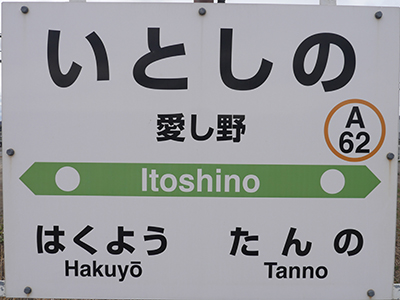 いとしの
愛し野
A
62
Itoshino
はくよう たんの
Hakuyō Tanno